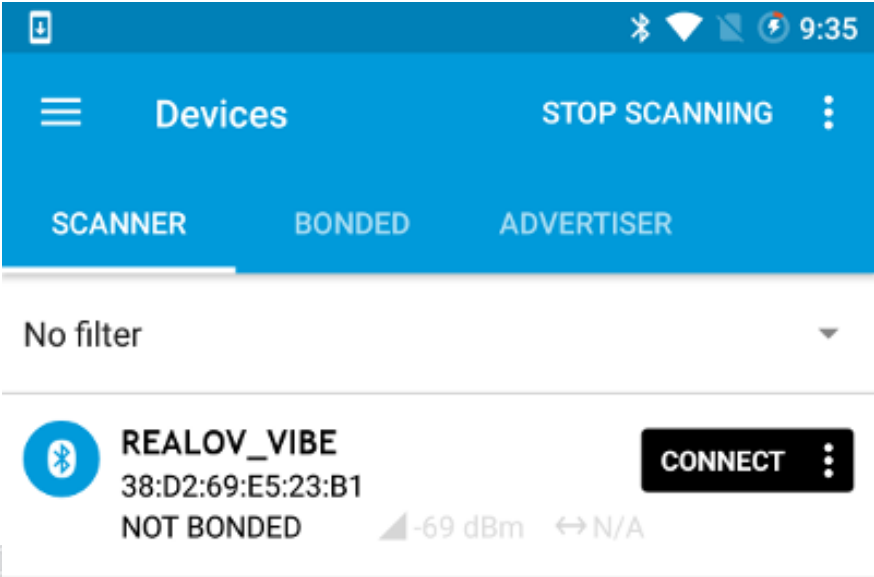 9:35
Devices STOP SCANNING
SCANNER BONDED ADVERTISER
No filter
REALOV_VIBE
38:D2:69:E5:23:B1
CONNECT
NOT BONDED -69 dBm N/A